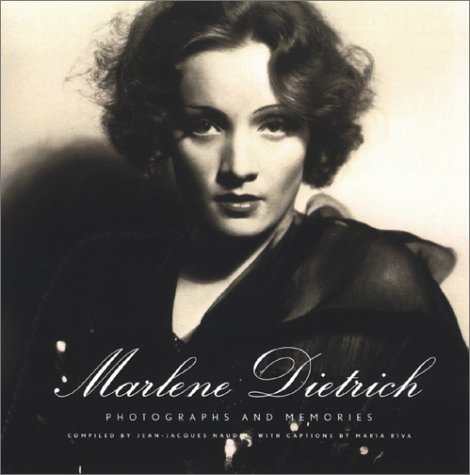 Marlene Dietrich
PHOTOGRAPHS AND MEMORIES
COMPILED BY JEAN-JACQUES NAUDET, WITH CAPTIONS BY MARIA RIVA